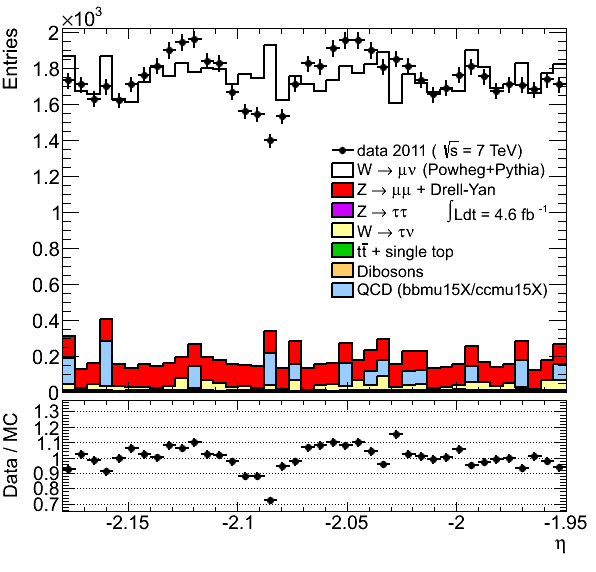 ×10³
Entries
2
1.8
1.6
1.4
1.2
1
0.8
0.6
0.4
0.2
0
data 2011 ( √s = 7 TeV)
W → μν (Powheg+Pythia)
Z → μμ + Drell-Yan
Z → ττ
∫Ldt = 4.6 fb⁻¹
W → τν
tt̅ + single top
Dibosons
QCD (bbmu15X/ccmu15X)
Data / MC
1.3
1.2
1.1
1
0.9
0.8
0.7
-2.15 -2.1 -2.05 -2 -1.95
η